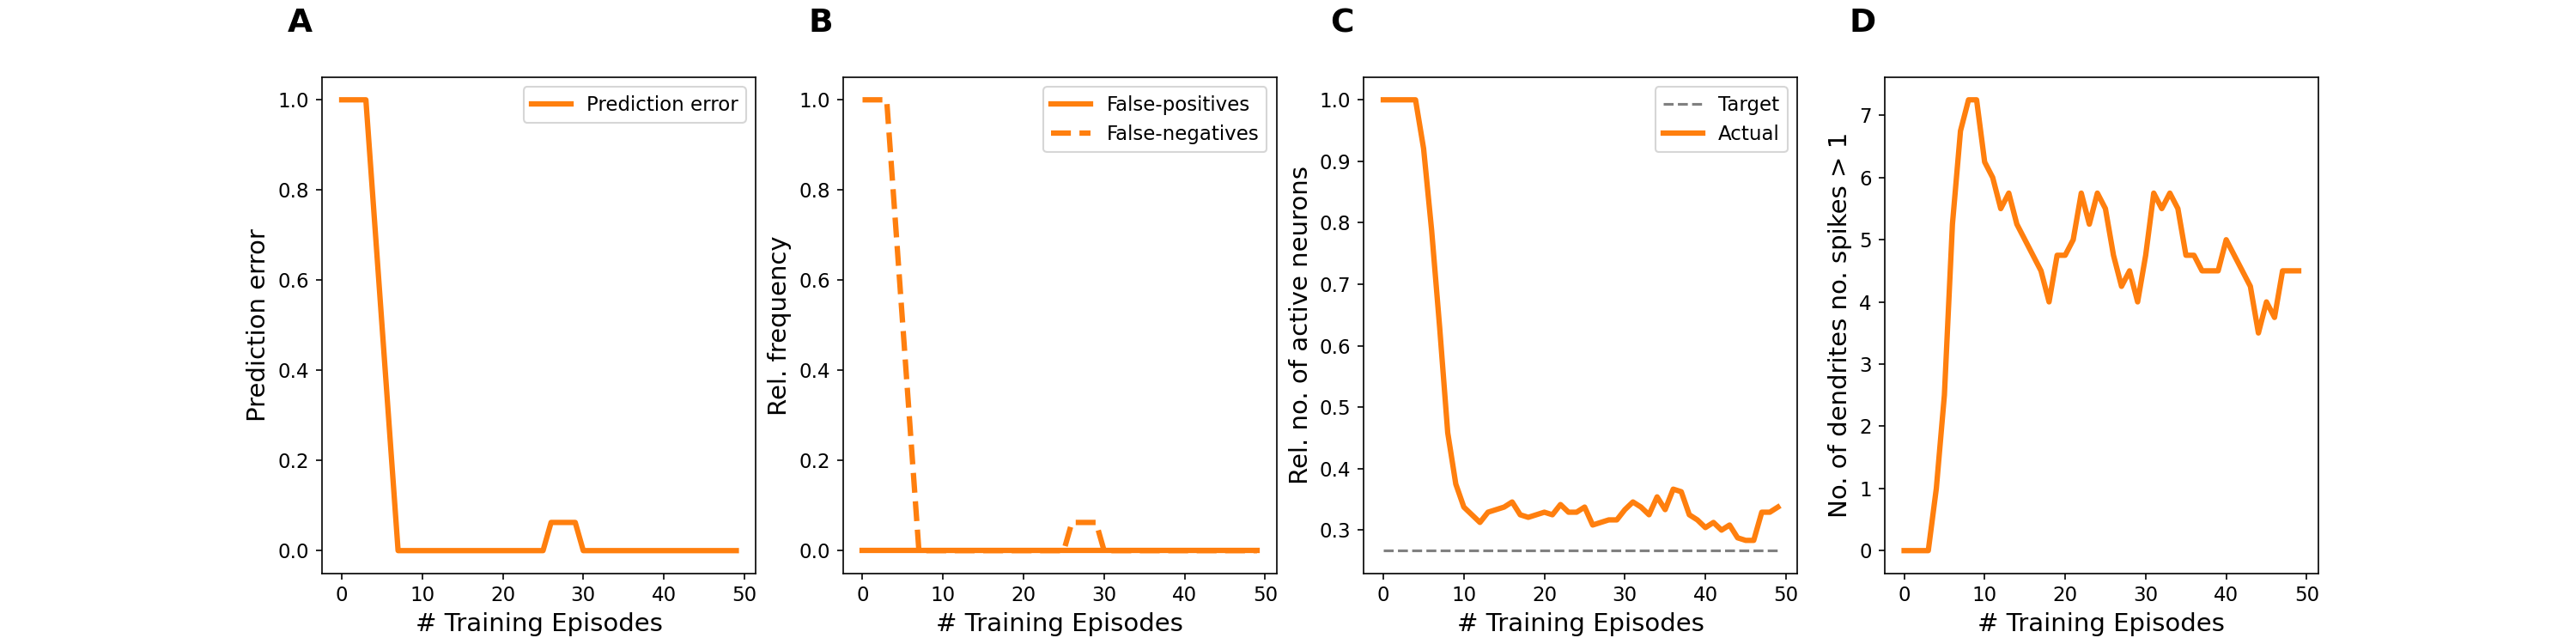 A
B
C
D
Prediction error
1.0
0.8
0.6
0.4
0.2
0.0
0 10 20 30 40 50
# Training Episodes
Prediction error
Rel. frequency
1.0
0.8
0.6
0.4
0.2
0.0
0 10 20 30 40 50
# Training Episodes
False-positives
False-negatives
Rel. no. of active neurons
1.0
0.9
0.8
0.7
0.6
0.5
0.4
0.3
0 10 20 30 40 50
# Training Episodes
Target
Actual
No. of dendrites no. spikes > 1
7
6
5
4
3
2
1
0
0 10 20 30 40 50
# Training Episodes